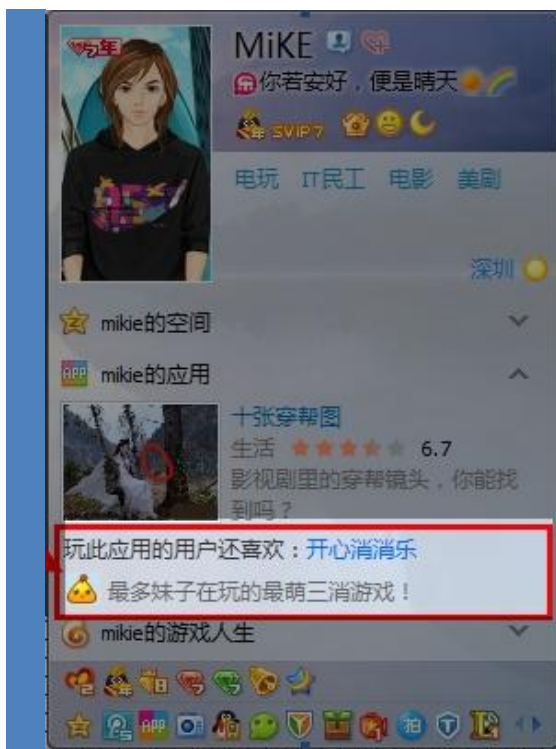 年
MiKE
你若安好，便是晴天
年 SVIP7
电玩 IT民工 电影 美剧
深圳
mikie的空间
APP mikie的应用
十张穿帮图
生活 6.7
影视剧里的穿帮镜头，你能找
到吗？
玩此应用的用户还喜欢：开心消消乐
最多妹子在玩的最萌三消游戏！
mikie的游戏人生
APP 拍